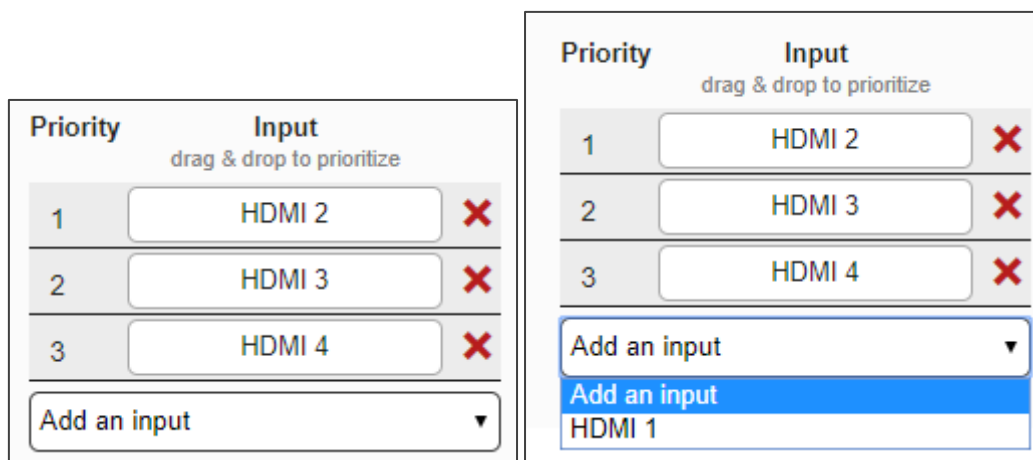 Priority Input
drag & drop to prioritize
1 HDMI 2
2 HDMI 3
3 HDMI 4
Add an input
Priority Input
drag & drop to prioritize
1 HDMI 2
2 HDMI 3
3 HDMI 4
Add an input
Add an input
HDMI 1